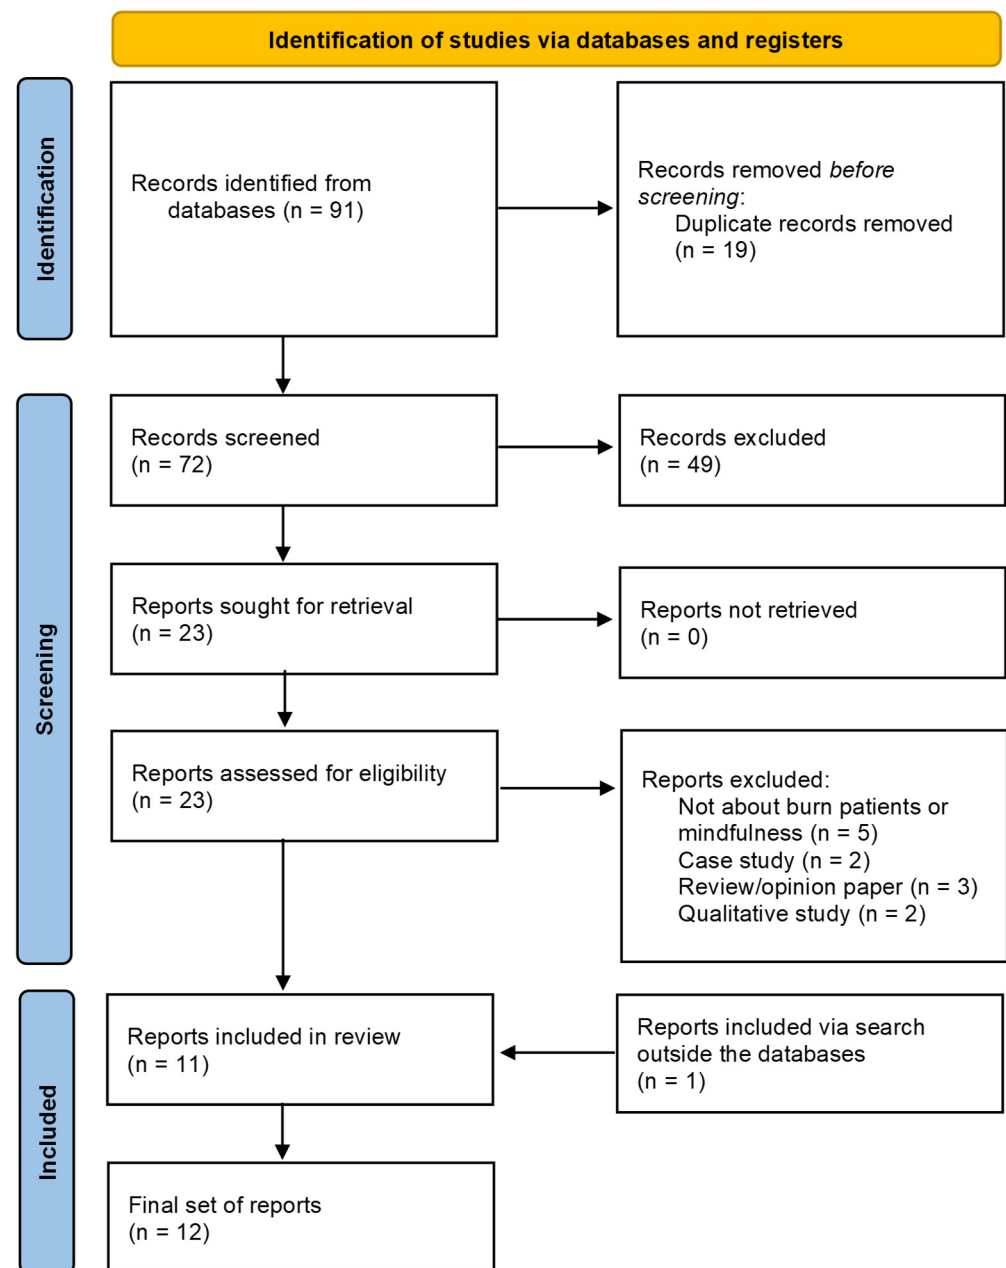 Identification of studies via databases and registers
Identification
Records identified from
databases (n = 91)
Records removed before
screening:
Duplicate records removed
(n = 19)
Screening
Records screened
(n = 72)
Records excluded
(n = 49)
Reports sought for retrieval
(n = 23)
Reports not retrieved
(n = 0)
Reports assessed for eligibility
(n = 23)
Reports excluded:
Not about burn patients or
mindfulness (n = 5)
Case study (n = 2)
Review/opinion paper (n = 3)
Qualitative study (n = 2)
Included
Reports included in review
(n = 11)
Reports included via search
outside the databases
(n = 1)
Final set of reports
(n = 12)